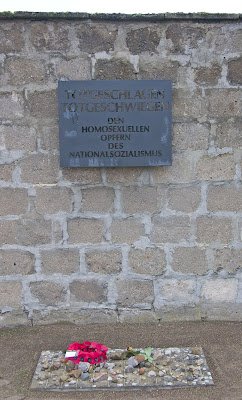 TOTGESCHLAGEN
TOTGESCHWIEGEN
DEN
HOMOSEXUELLEN
OPFERN
DES
NATIONALSOZIALISMUS